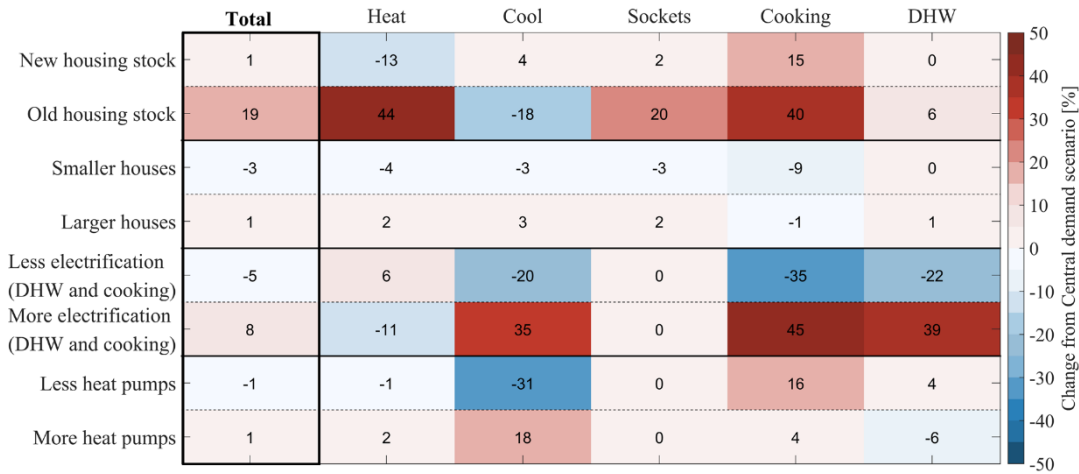 Total Heat Cool Sockets Cooking DHW
New housing stock 1 -13 4 2 15 0
Old housing stock 19 44 -18 20 40 6
Smaller houses -3 -4 -3 -3 -9 0
Larger houses 1 2 3 2 -1 1
Less electrification
(DHW and cooking) -5 6 -20 0 -35 -22
More electrification
(DHW and cooking) 8 -11 35 0 45 39
Less heat pumps -1 -1 -31 0 16 4
More heat pumps 1 2 18 0 4 -6
50
40
30
20
10
0
-10
-20
-30
-40
-50
Change from Central demand scenario [%]